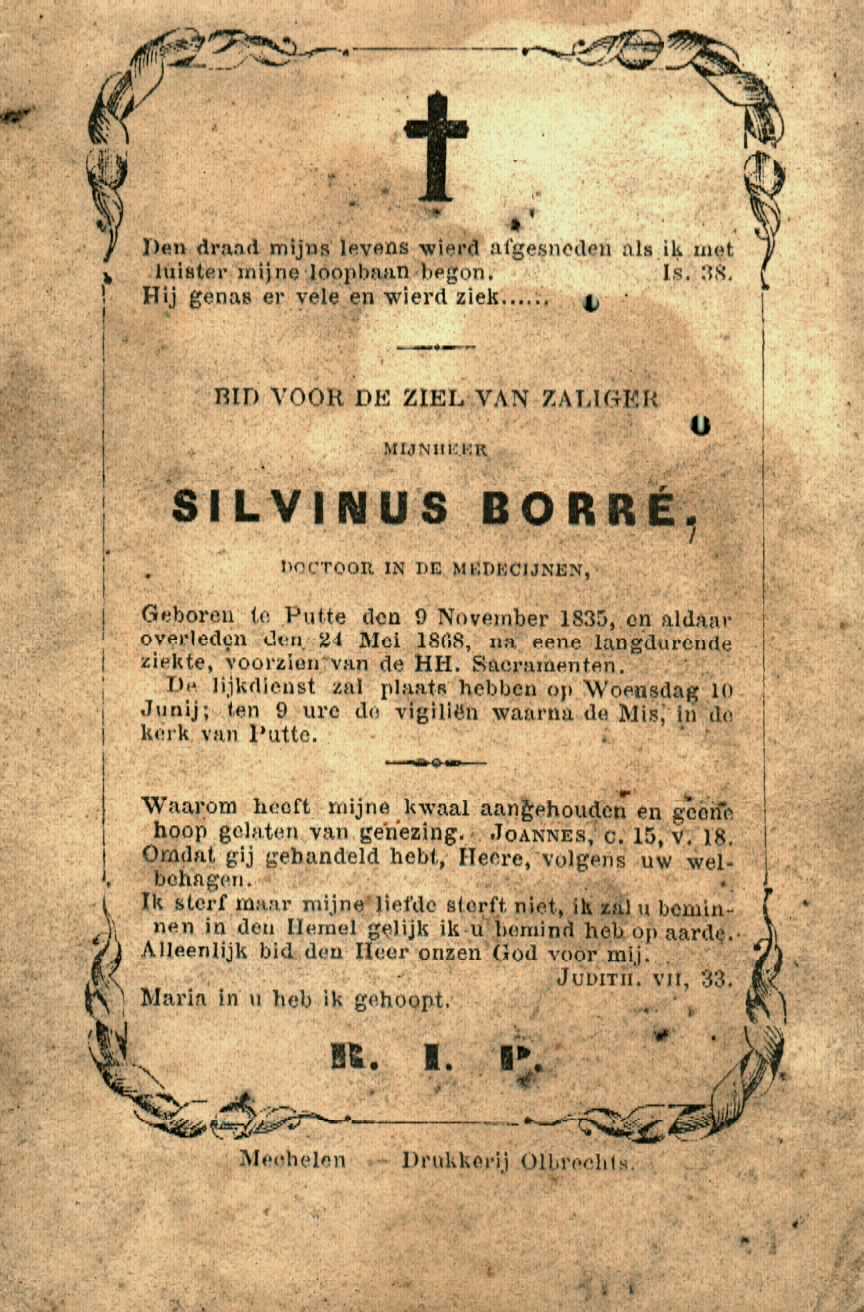 Den draad mijns levens wierd afgesneden als ik met
luister mijne loopbaan begon. Is. 38.
Hij genas er vele en wierd ziek......
BID VOOR DE ZIEL VAN ZALIGER
MIJNHEER
SILVINUS BORRÉ,
DOCTOOR IN DE MEDECIJNEN,
Geboren te Putte den 9 November 1835, en aldaar
overleden den 24 Mei 1868, na eene langdurende
ziekte, voorzien van de HH. Sacramenten.
De lijkdienst zal plaats hebben op Woensdag 10
Junij; ten 9 ure de vigiliën waarna de Mis, in de
kerk van Putte.
Waarom heeft mijne kwaal aangehouden en geene
hoop gelaten van genezing. JOANNES, C. 15, V. 18.
Omdat gij gehandeld hebt, Heere, volgens uw wel-
behagen.
Ik sterf maar mijne liefde sterft niet, ik zal u bemin-
nen in den Hemel gelijk ik u bemind heb op aarde.
Alleenlijk bid den Heer onzen God voor mij.
JUDITH. VII, 33.
Maria in u heb ik gehoopt.
R. I. P.
Mechelen — Drukkerij Olbrechts.